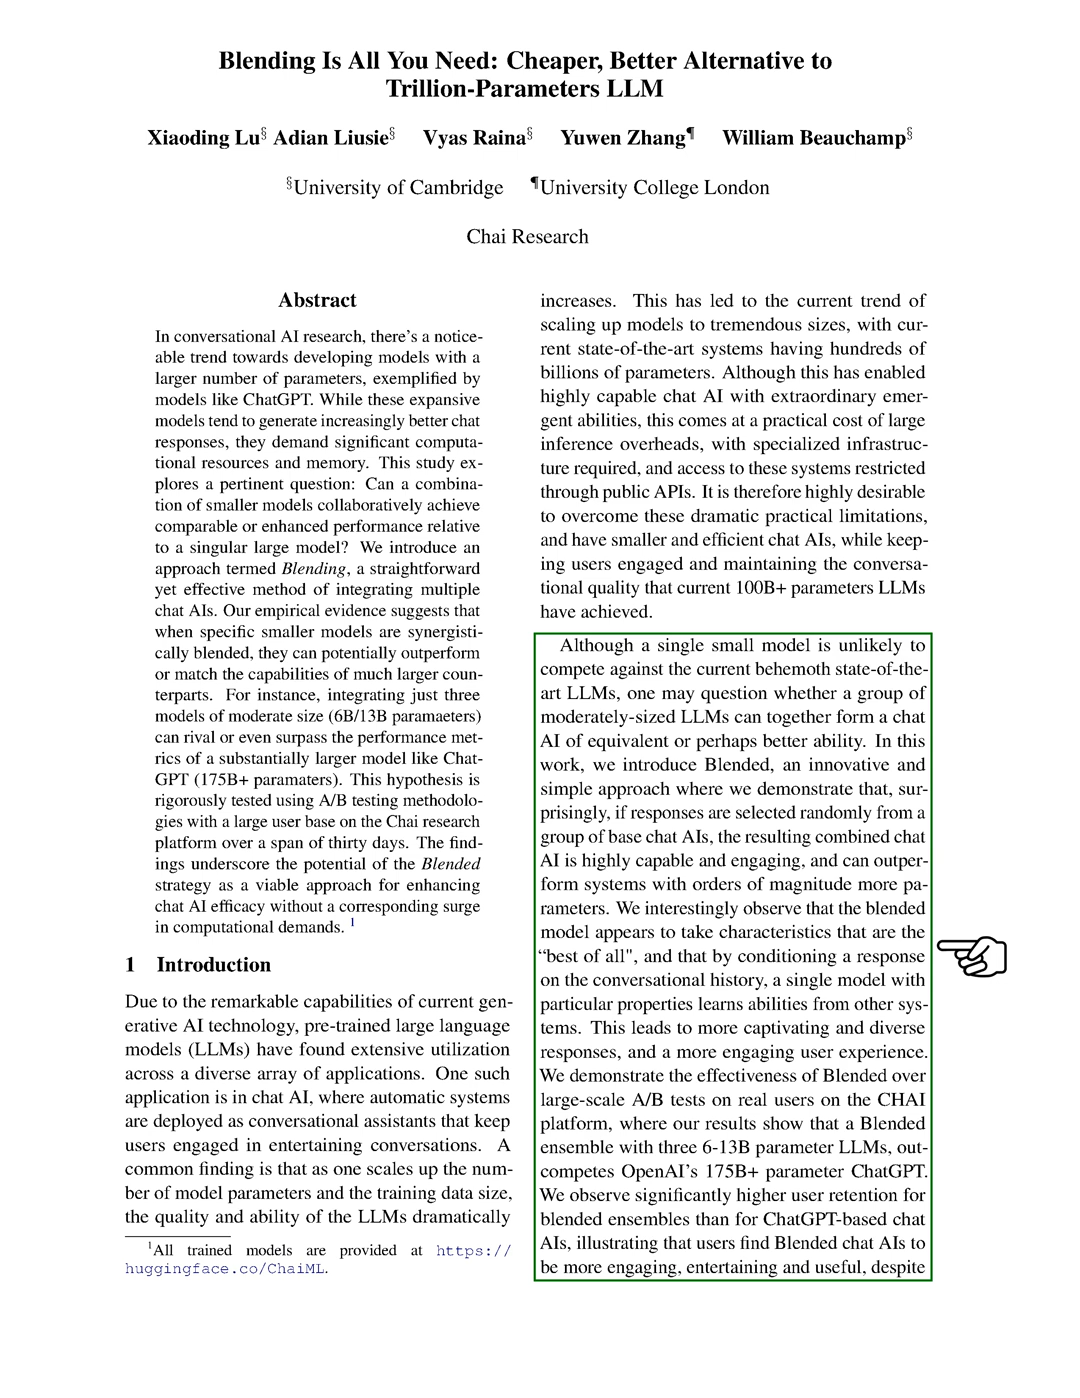 Blending Is All You Need: Cheaper, Better Alternative to
Trillion-Parameters LLM
Xiaoding Lu§ Adian Liusie§ Vyas Raina§ Yuwen Zhang¶ William Beauchamp§
§University of Cambridge ¶University College London
Chai Research
Abstract
In conversational AI research, there's a notice-
able trend towards developing models with a
larger number of parameters, exemplified by
models like ChatGPT. While these expansive
models tend to generate increasingly better chat
responses, they demand significant computa-
tional resources and memory. This study ex-
plores a pertinent question: Can a combina-
tion of smaller models collaboratively achieve
comparable or enhanced performance relative
to a singular large model? We introduce an
approach termed Blending, a straightforward
yet effective method of integrating multiple
chat AIs. Our empirical evidence suggests that
when specific smaller models are synergisti-
cally blended, they can potentially outperform
or match the capabilities of much larger coun-
terparts. For instance, integrating just three
models of moderate size (6B/13B paramaeters)
can rival or even surpass the performance met-
rics of a substantially larger model like Chat-
GPT (175B+ paramaters). This hypothesis is
rigorously tested using A/B testing methodolo-
gies with a large user base on the Chai research
platform over a span of thirty days. The find-
ings underscore the potential of the Blended
strategy as a viable approach for enhancing
chat AI efficacy without a corresponding surge
in computational demands. 1
1 Introduction
Due to the remarkable capabilities of current gen-
erative AI technology, pre-trained large language
models (LLMs) have found extensive utilization
across a diverse array of applications. One such
application is in chat AI, where automatic systems
are deployed as conversational assistants that keep
users engaged in entertaining conversations. A
common finding is that as one scales up the num-
ber of model parameters and the training data size,
the quality and ability of the LLMs dramatically
1All trained models are provided at https://
huggingface.co/ChaiML.
increases. This has led to the current trend of
scaling up models to tremendous sizes, with cur-
rent state-of-the-art systems having hundreds of
billions of parameters. Although this has enabled
highly capable chat AI with extraordinary emer-
gent abilities, this comes at a practical cost of large
inference overheads, with specialized infrastruc-
ture required, and access to these systems restricted
through public APIs. It is therefore highly desirable
to overcome these dramatic practical limitations,
and have smaller and efficient chat AIs, while keep-
ing users engaged and maintaining the conversa-
tional quality that current 100B+ parameters LLMs
have achieved.
Although a single small model is unlikely to
compete against the current behemoth state-of-the-
art LLMs, one may question whether a group of
moderately-sized LLMs can together form a chat
AI of equivalent or perhaps better ability. In this
work, we introduce Blended, an innovative and
simple approach where we demonstrate that, sur-
prisingly, if responses are selected randomly from a
group of base chat AIs, the resulting combined chat
AI is highly capable and engaging, and can outper-
form systems with orders of magnitude more pa-
rameters. We interestingly observe that the blended
model appears to take characteristics that are the
“best of all", and that by conditioning a response
on the conversational history, a single model with
particular properties learns abilities from other sys-
tems. This leads to more captivating and diverse
responses, and a more engaging user experience.
We demonstrate the effectiveness of Blended over
large-scale A/B tests on real users on the CHAI
platform, where our results show that a Blended
ensemble with three 6-13B parameter LLMs, out-
competes OpenAI's 175B+ parameter ChatGPT.
We observe significantly higher user retention for
blended ensembles than for ChatGPT-based chat
AIs, illustrating that users find Blended chat AIs to
be more engaging, entertaining and useful, despite